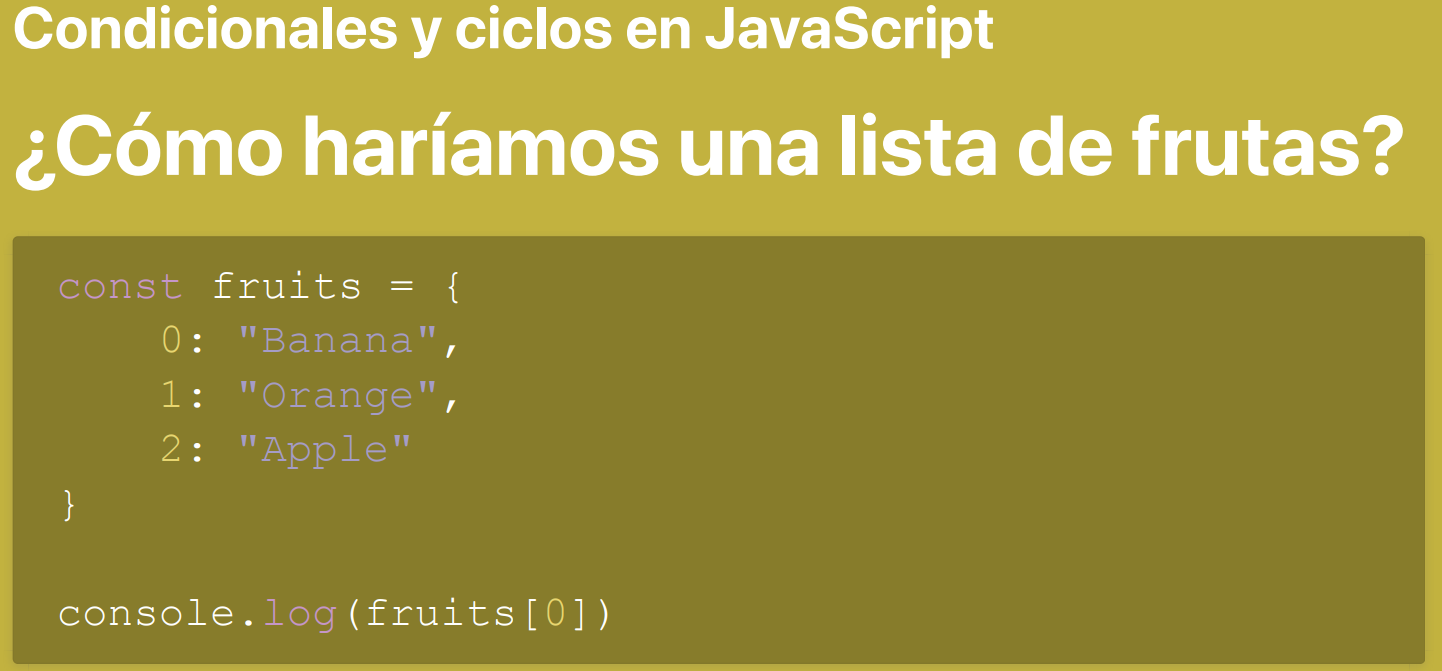 Condicionales y ciclos en JavaScript
¿Cómo haríamos una lista de frutas?
const fruits = {
    0: "Banana",
    1: "Orange",
    2: "Apple"
}
console.log(fruits[0])